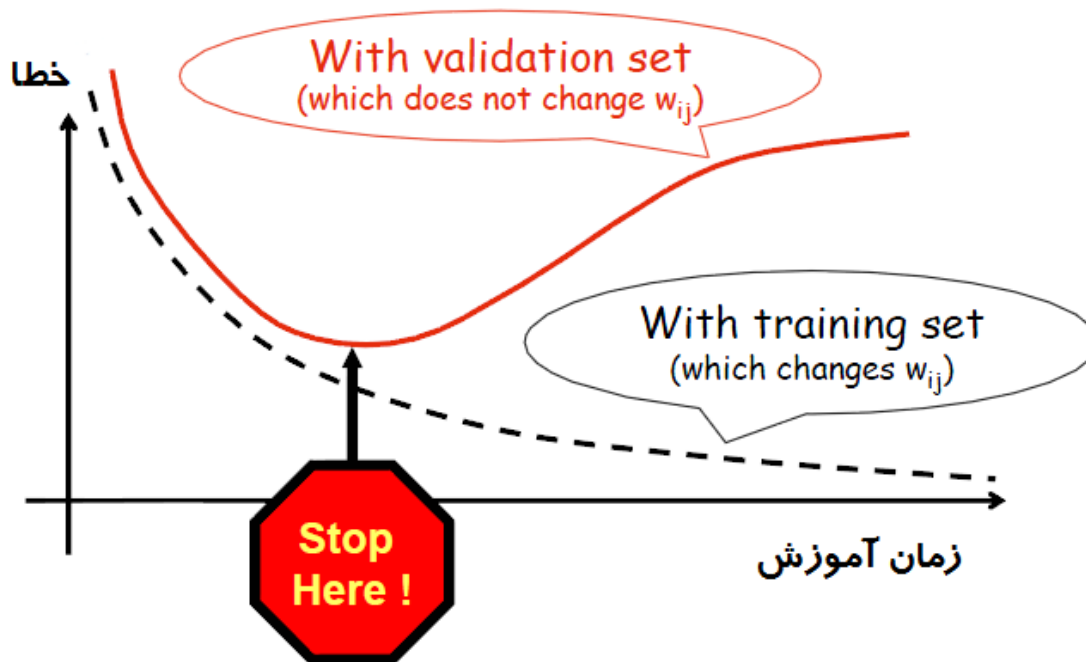 خطا
With validation set
(which does not change wij)
With training set
(which changes wij)
Stop
Here !
زمان آموزش